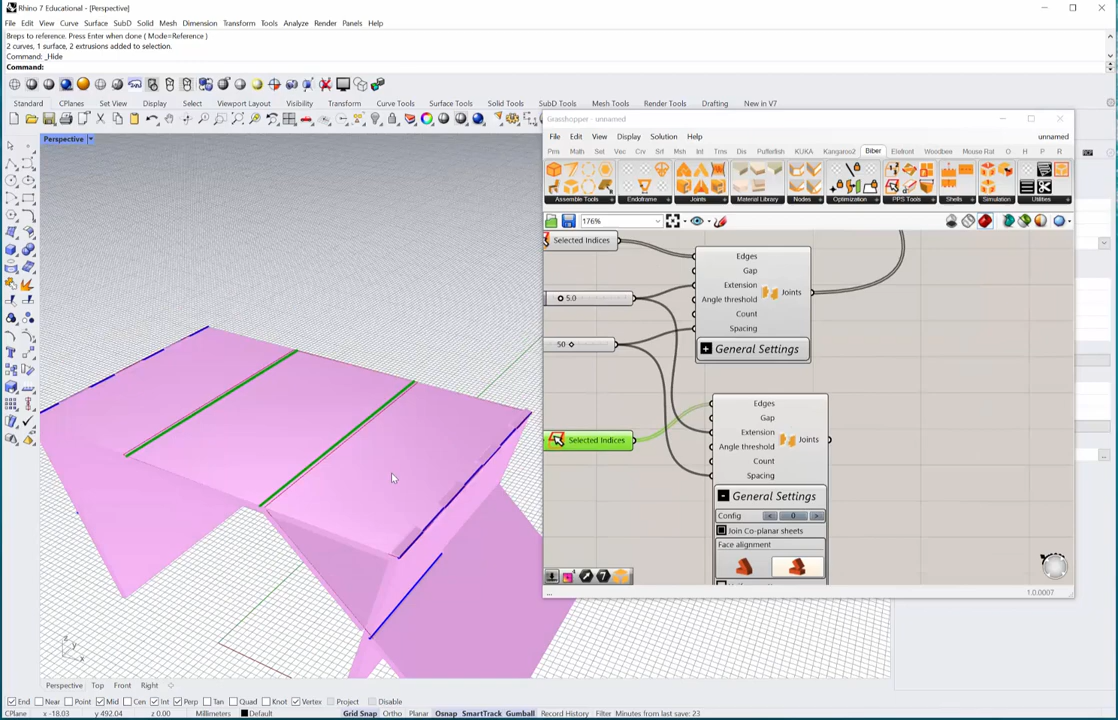 Rhino 7 Educational - [Perspective]
File Edit View Curve Surface SubD Solid Mesh Dimension Transform Tools Analyze Render Panels Help
Breps to reference. Press Enter when done ( Mode=Reference )
2 curves, 1 surface, 2 extrusions added to selection.
Command: _Hide
Command:
Standard CPlanes Set View Display Select Viewport Layout Visibility Transform Curve Tools Surface Tools Solid Tools SubD Tools Mesh Tools Render Tools Drafting New in V7
Perspective
Grasshopper - unnamed
File Edit View Display Solution Help unnamed
Prm Math Set Vec Crv Srf Msh Int Trns Dis Pufferfish KUKA Kangaroo2 Biber Elefront Woodbee Mouse Ral O H M P R
Assemble Tools Endoframe Joints Material Library Nodes Optimization PPS Tools Shells Simulation Utilities
176%
Selected Indices
Edges
Gap
Extension
Angle threshold
Count
Spacing
Joints
General Settings
5.0
50
Selected Indices
Edges
Gap
Extension
Angle threshold
Count
Spacing
Joints
General Settings
Config < 0 >
Join Co-planar sheets
Face alignment
...
1.0.0007
z
y
x
Perspective Top Front Right
End Near Point Mid Cen Int Perp Tan Quad Knot Vertex Project Disable
CPlane x -18.03 y 492.04 z 0.00 Millimeters Default Grid Snap Ortho Planar Osnap SmartTrack Gumball Record History Filter Minutes from last save: 23